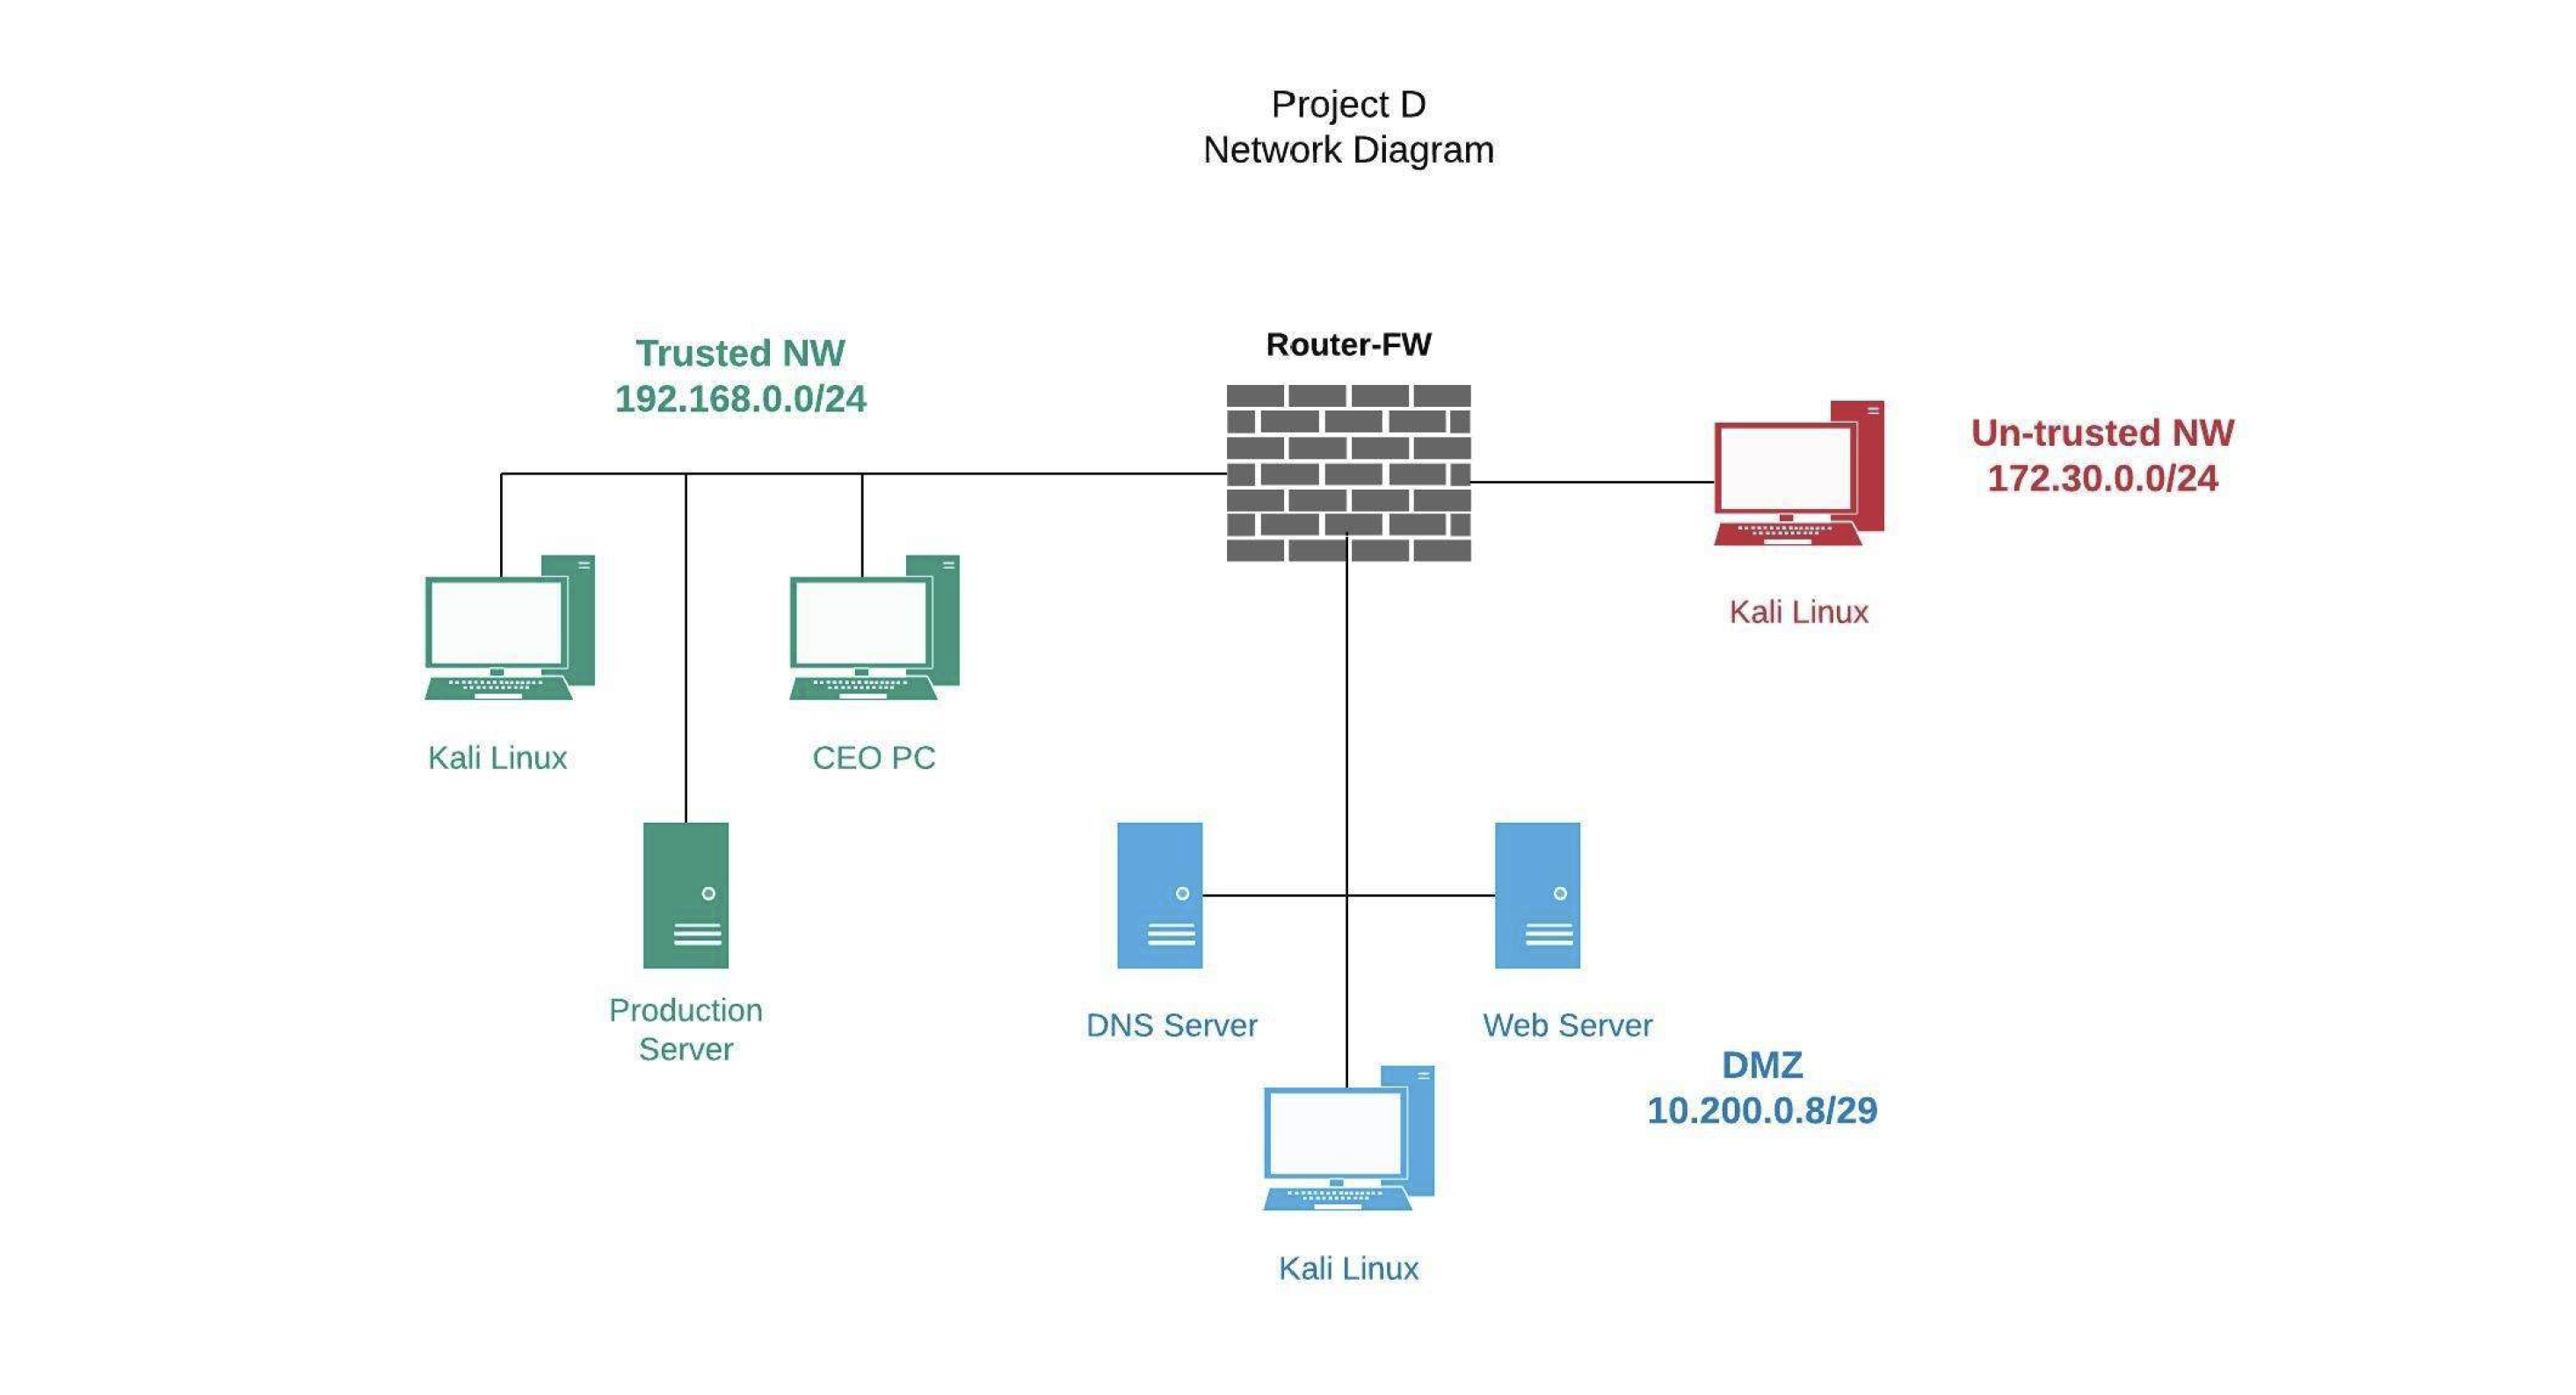 Project D
Network Diagram
Trusted NW
192.168.0.0/24
Router-FW
Un-trusted NW
172.30.0.0/24
Kali Linux
Kali Linux
CEO PC
Production
Server
DNS Server
Web Server
DMZ
10.200.0.8/29
Kali Linux